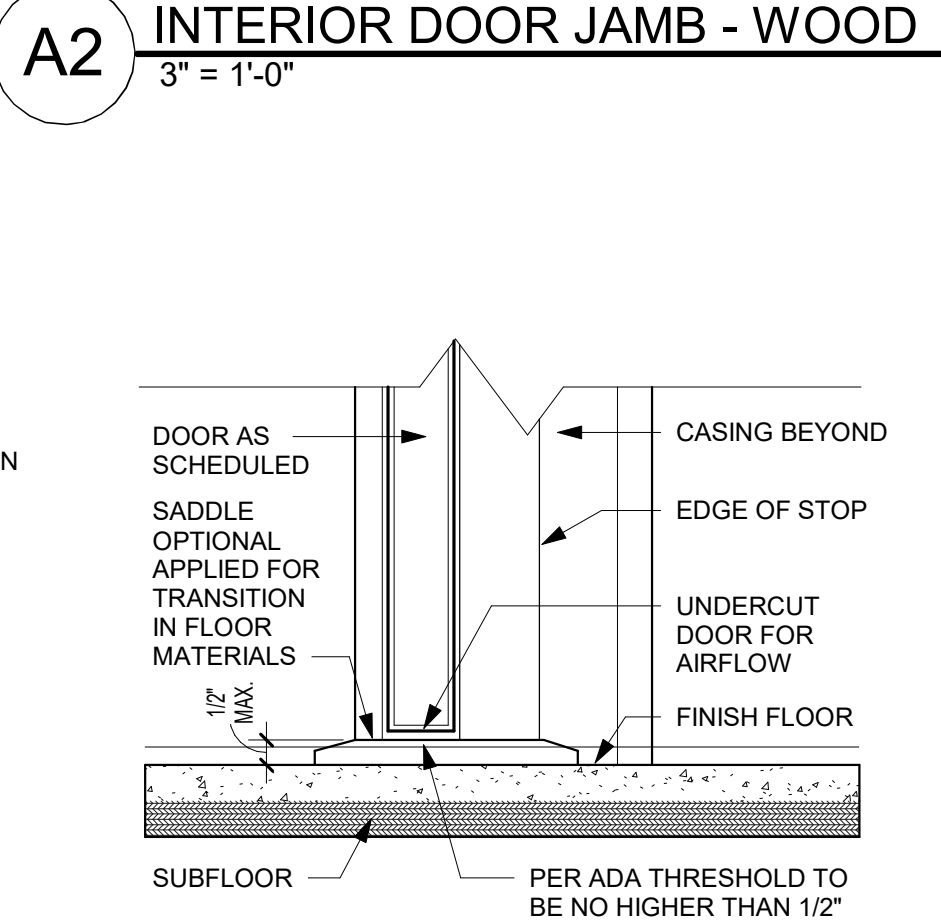 A2
INTERIOR DOOR JAMB - WOOD
3" = 1'-0"
N
DOOR AS
SCHEDULED
SADDLE
OPTIONAL
APPLIED FOR
TRANSITION
IN FLOOR
MATERIALS
1/2"
MAX.
CASING BEYOND
EDGE OF STOP
UNDERCUT
DOOR FOR
AIRFLOW
FINISH FLOOR
SUBFLOOR
PER ADA THRESHOLD TO
BE NO HIGHER THAN 1/2"